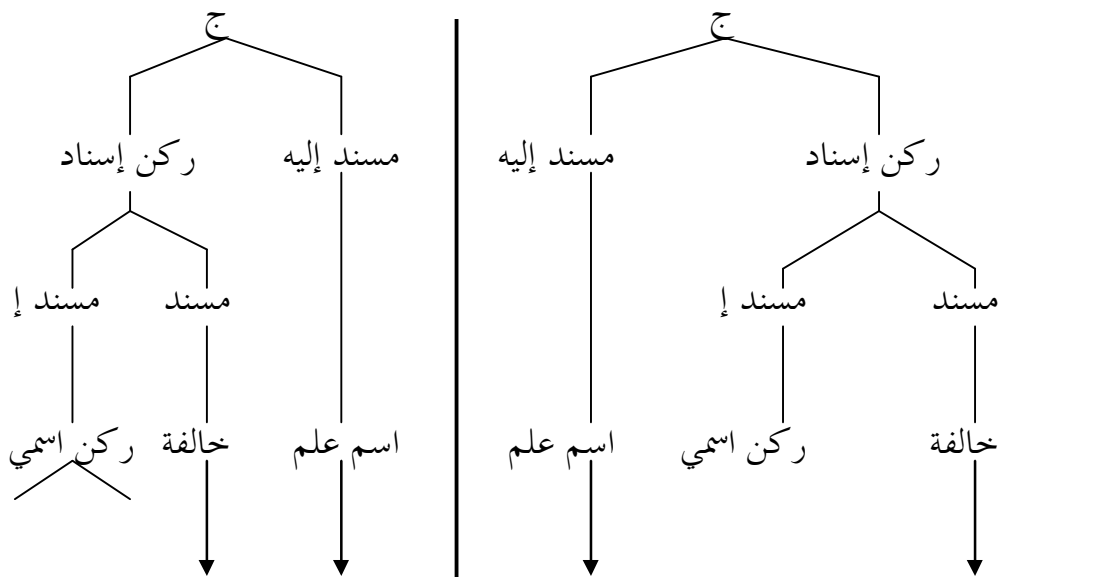 ج
ركن إسناد
مسند إليه
مسند
مسند إ
خالفة
ركن اسمي
اسم علم
ج
مسند إليه
ركن إسناد
مسند
مسند إ
اسم علم
خالفة
ركن اسمي